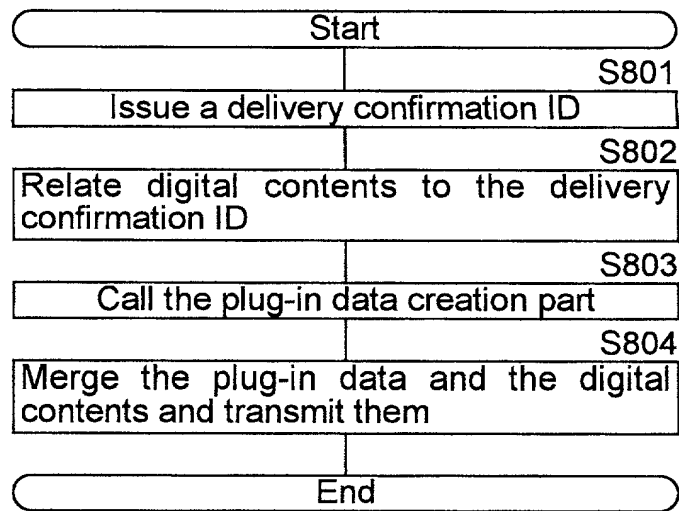 Start
S801
Issue a delivery confirmation ID
S802
Relate digital contents to the delivery
confirmation ID
S803
Call the plug-in data creation part
S804
Merge the plug-in data and the digital
contents and transmit them
End